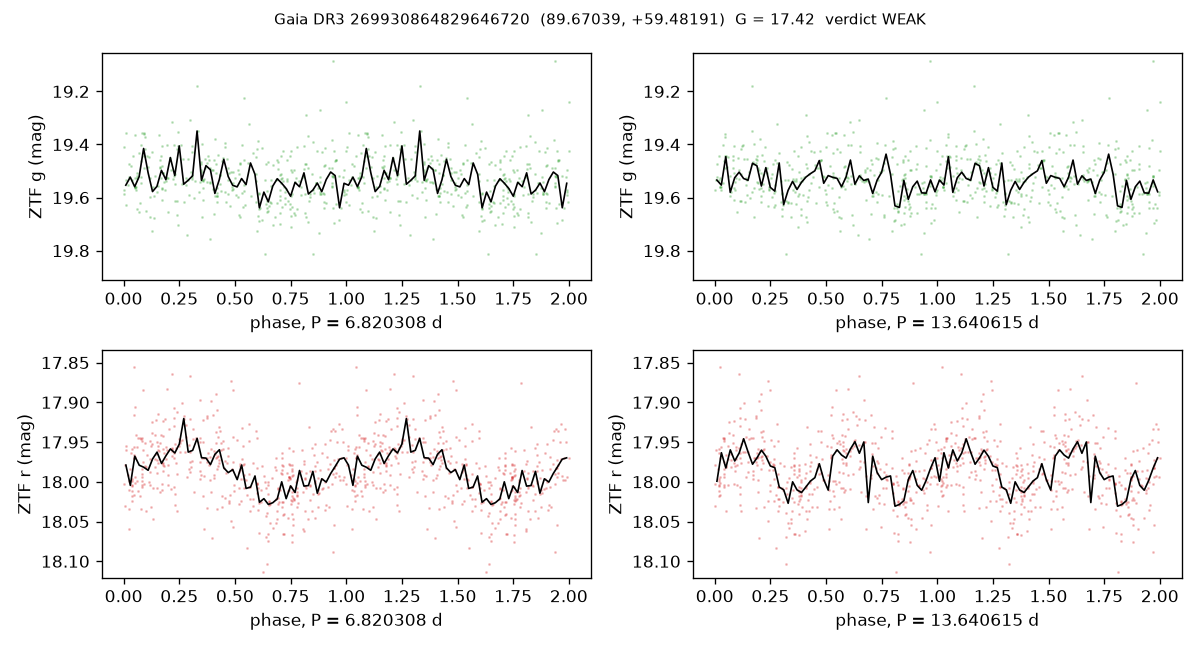 Gaia DR3 269930864829646720  (89.67039, +59.48191)  G = 17.42  verdict WEAK
ZTF g (mag)
19.2
19.4
19.6
19.8
0.00 0.25 0.50 0.75 1.00 1.25 1.50 1.75 2.00
phase, P = 6.820308 d
ZTF g (mag)
19.2
19.4
19.6
19.8
0.00 0.25 0.50 0.75 1.00 1.25 1.50 1.75 2.00
phase, P = 13.640615 d
ZTF r (mag)
17.85
17.90
17.95
18.00
18.05
18.10
0.00 0.25 0.50 0.75 1.00 1.25 1.50 1.75 2.00
phase, P = 6.820308 d
ZTF r (mag)
17.85
17.90
17.95
18.00
18.05
18.10
0.00 0.25 0.50 0.75 1.00 1.25 1.50 1.75 2.00
phase, P = 13.640615 d